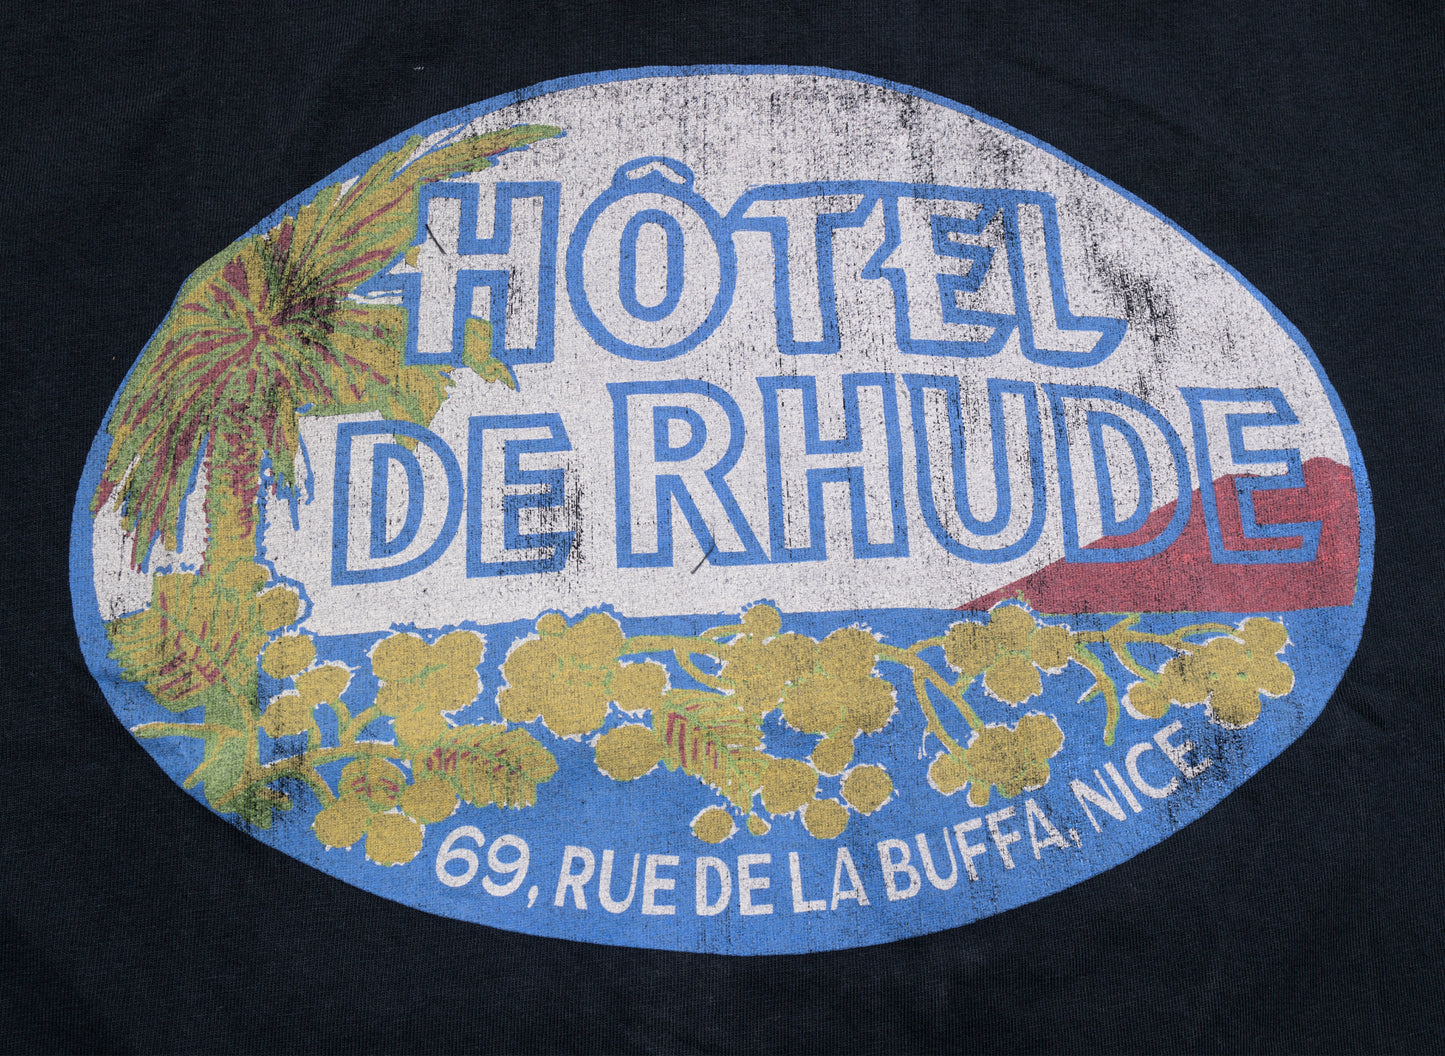 HÔTEL
DE RHUDE
69, RUE DE LA BUFFA, NICE